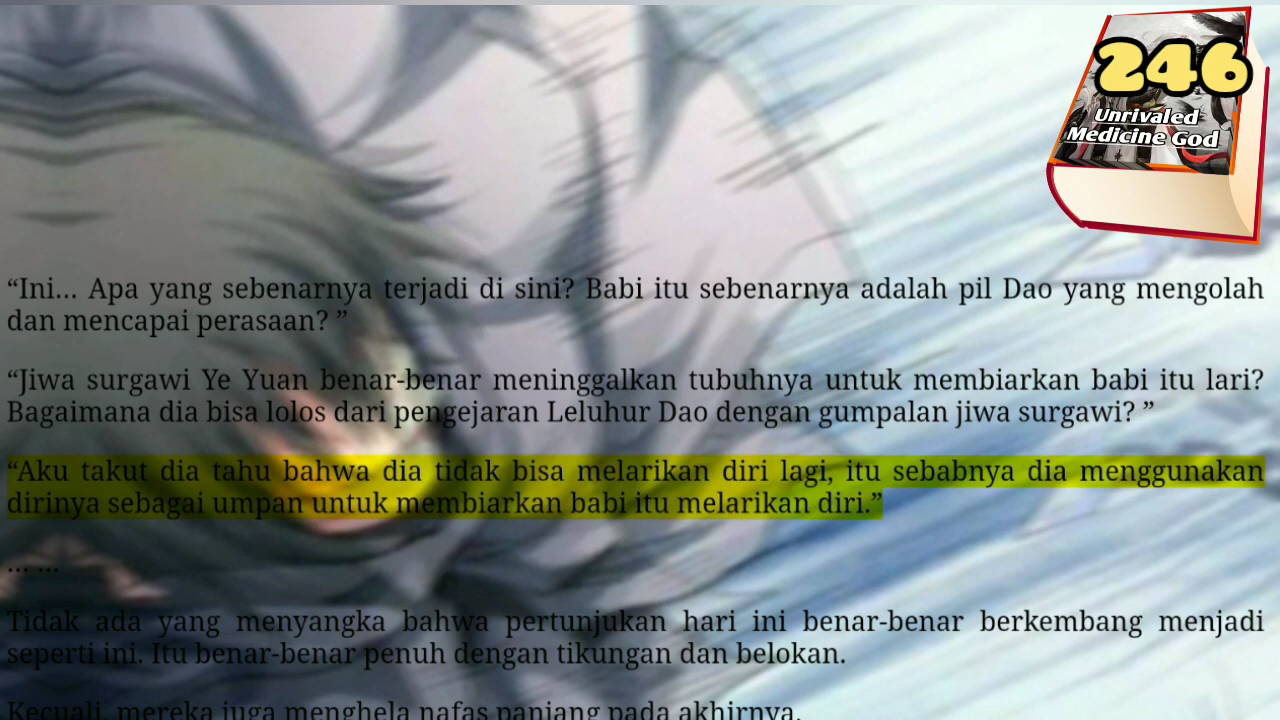 246
Unrivaled
Medicine God
“Ini... Apa yang sebenarnya terjadi di sini? Babi itu sebenarnya adalah pil Dao yang mengolah
dan mencapai perasaan? ”
“Jiwa surgawi Ye Yuan benar-benar meninggalkan tubuhnya untuk membiarkan babi itu lari?
Bagaimana dia bisa lolos dari pengejaran Leluhur Dao dengan gumpalan jiwa surgawi? ”
“Aku takut dia tahu bahwa dia tidak bisa melarikan diri lagi, itu sebabnya dia menggunakan
dirinya sebagai umpan untuk membiarkan babi itu melarikan diri.”
... ...
Tidak ada yang menyangka bahwa pertunjukan hari ini benar-benar berkembang menjadi
seperti ini. Itu benar-benar penuh dengan tikungan dan belokan.
Kecuali, mereka juga menghela nafas panjang pada akhirnya.